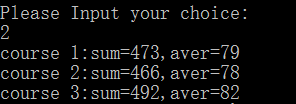 Please Input your choice:
2
course 1:sum=473,aver=79
course 2:sum=466,aver=78
course 3:sum=492,aver=82